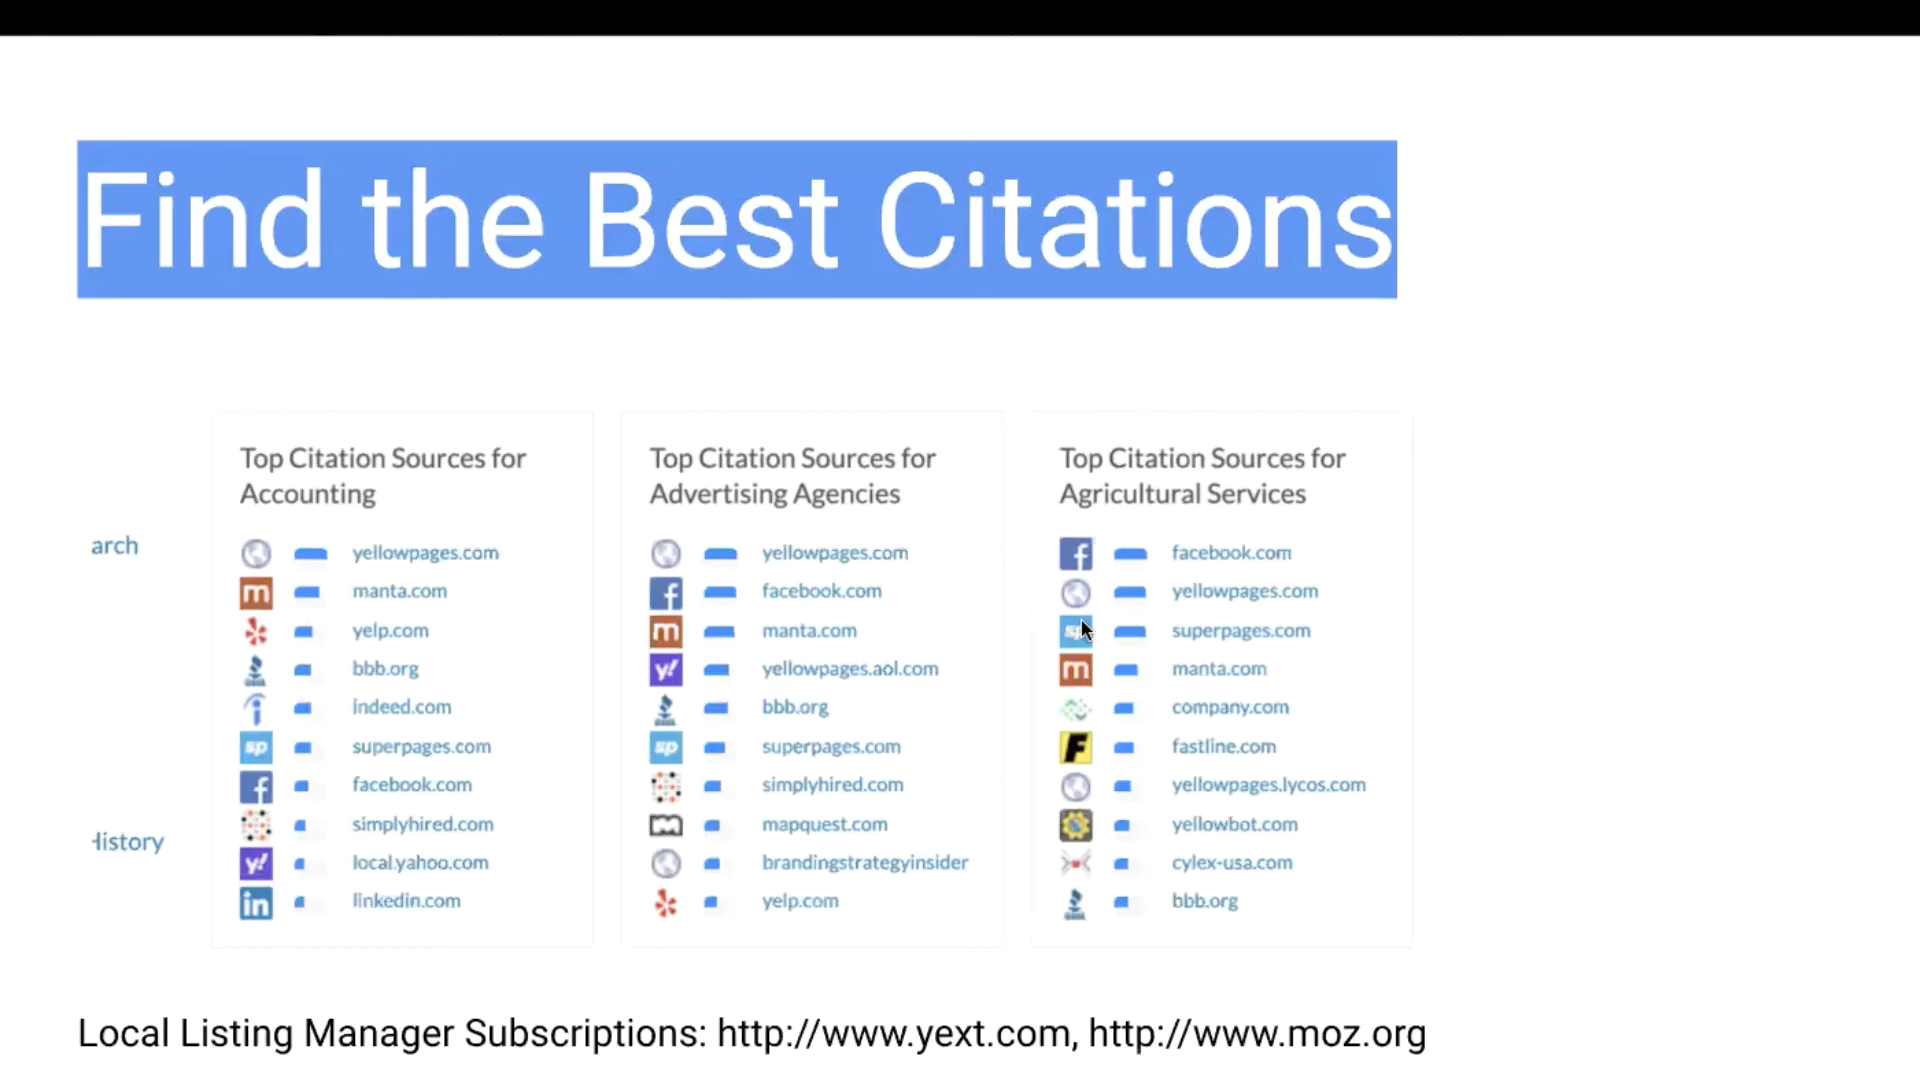 Find the Best Citations
arch
History
Top Citation Sources for
Accounting
yellowpages.com
manta.com
yelp.com
bbb.org
indeed.com
superpages.com
facebook.com
simplyhired.com
local.yahoo.com
linkedin.com
Top Citation Sources for
Advertising Agencies
yellowpages.com
facebook.com
manta.com
yellowpages.aol.com
bbb.org
superpages.com
simplyhired.com
mapquest.com
brandingstrategyinsider
yelp.com
Top Citation Sources for
Agricultural Services
facebook.com
yellowpages.com
superpages.com
manta.com
company.com
fastline.com
yellowpages.lycos.com
yellowbot.com
cylex-usa.com
bbb.org
Local Listing Manager Subscriptions: http://www.yext.com, http://www.moz.org